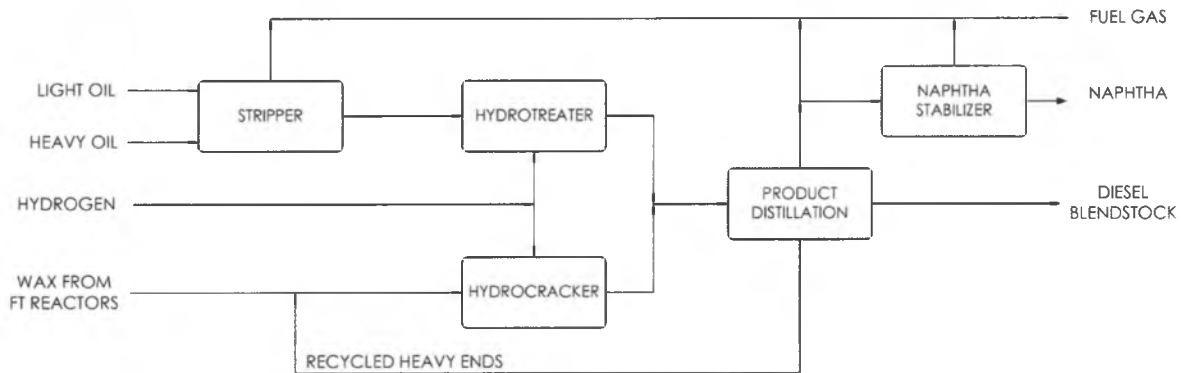 FUEL GAS
LIGHT OIL
STRIPPER
HYDROTREATER
NAPHTHA
STABILIZER
NAPHTHA
HEAVY OIL
HYDROGEN
PRODUCT
DISTILLATION
DIESEL
BLENDSTOCK
WAX FROM
FT REACTORS
HYDROCRACKER
RECYCLED HEAVY ENDS